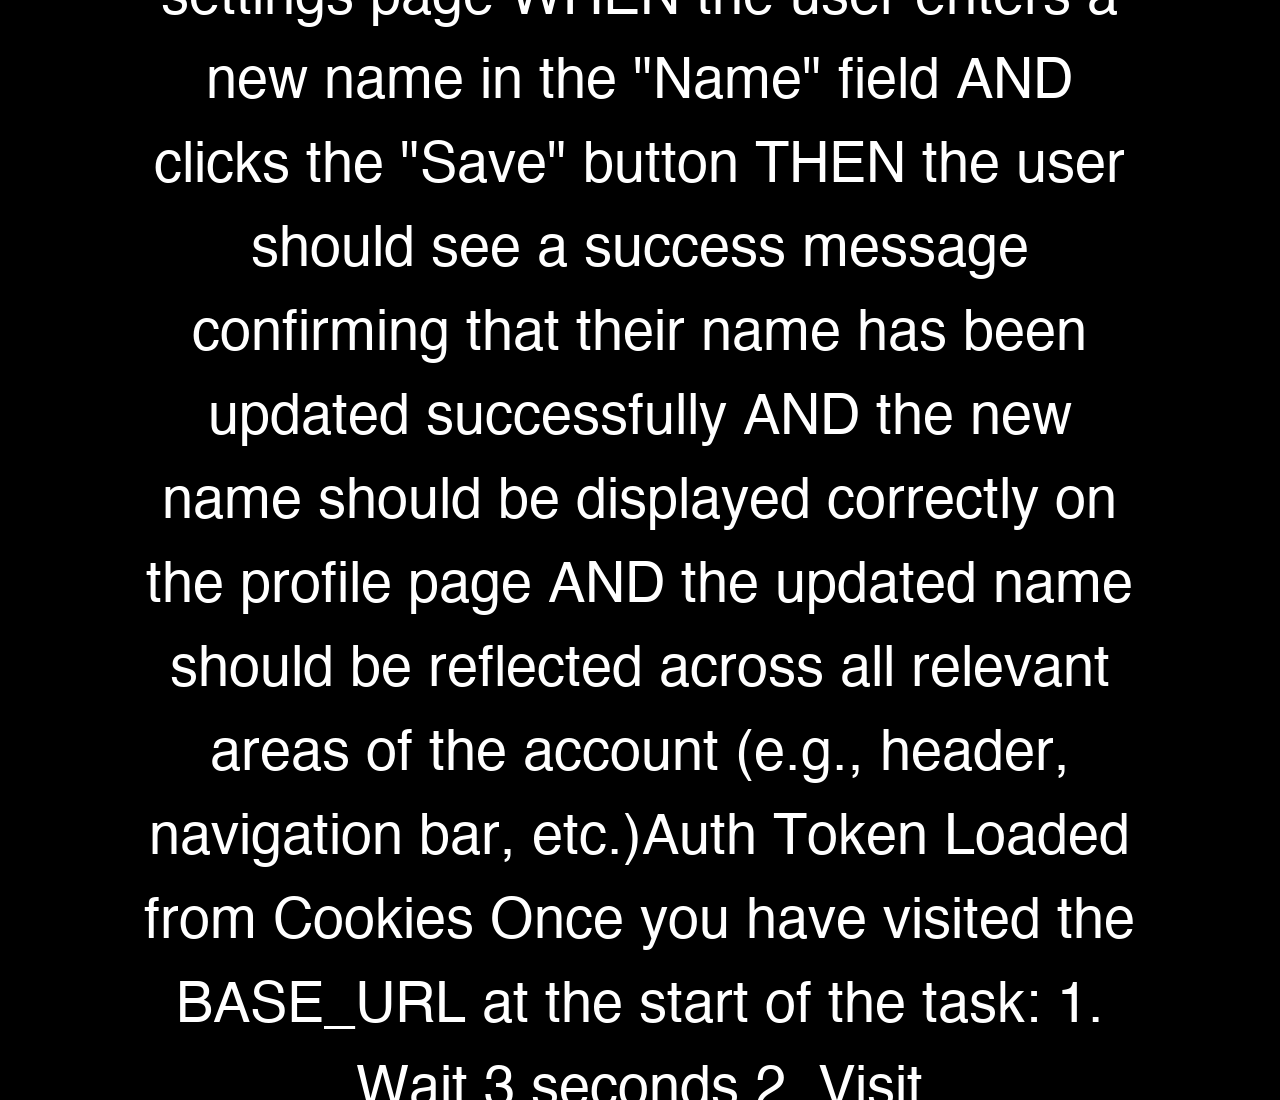 settings page WHEN the user enters a
new name in the "Name" field AND
clicks the "Save" button THEN the user
should see a success message
confirming that their name has been
updated successfully AND the new
name should be displayed correctly on
the profile page AND the updated name
should be reflected across all relevant
areas of the account (e.g., header,
navigation bar, etc.)Auth Token Loaded
from Cookies Once you have visited the
BASE_URL at the start of the task: 1.
Wait 3 seconds 2. Visit